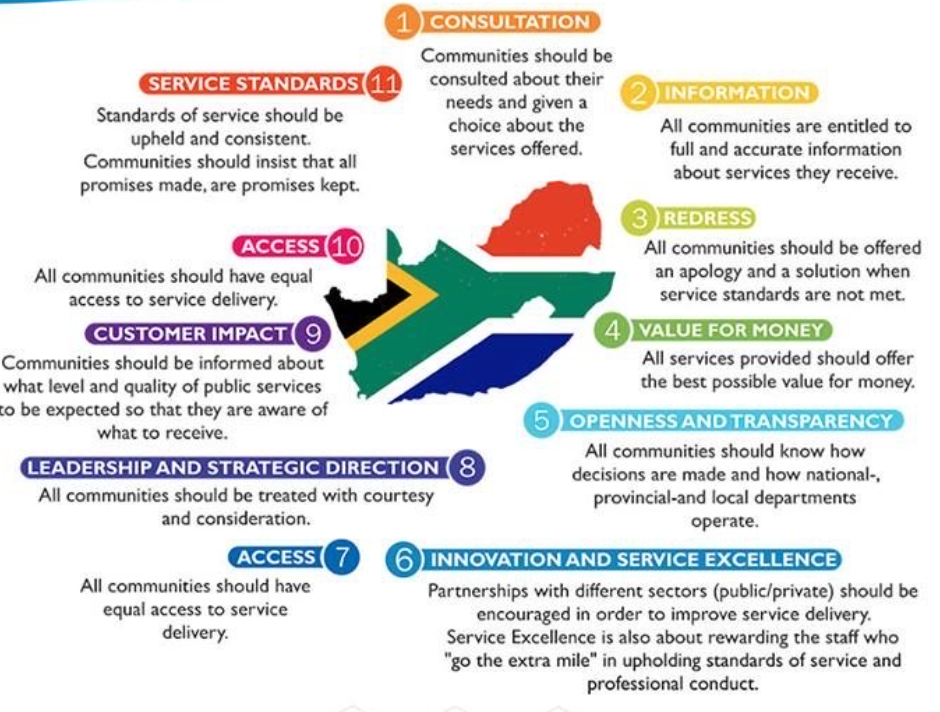 1 CONSULTATION
Communities should be
consulted about their
needs and given a
choice about the
services offered.
2 INFORMATION
All communities are entitled to
full and accurate information
about services they receive.
3 REDRESS
All communities should be offered
an apology and a solution when
service standards are not met.
4 VALUE FOR MONEY
All services provided should offer
the best possible value for money.
5 OPENNESS AND TRANSPARENCY
All communities should know how
decisions are made and how national-,
provincial-and local departments
operate.
6 INNOVATION AND SERVICE EXCELLENCE
Partnerships with different sectors (public/private) should be
encouraged in order to improve service delivery.
Service Excellence is also about rewarding the staff who
"go the extra mile" in upholding standards of service and
professional conduct.
ACCESS 7
All communities should have
equal access to service
delivery.
LEADERSHIP AND STRATEGIC DIRECTION 8
All communities should be treated with courtesy
and consideration.
CUSTOMER IMPACT 9
Communities should be informed about
what level and quality of public services
to be expected so that they are aware of
what to receive.
ACCESS 10
All communities should have equal
access to service delivery.
SERVICE STANDARDS 11
Standards of service should be
upheld and consistent.
Communities should insist that all
promises made, are promises kept.